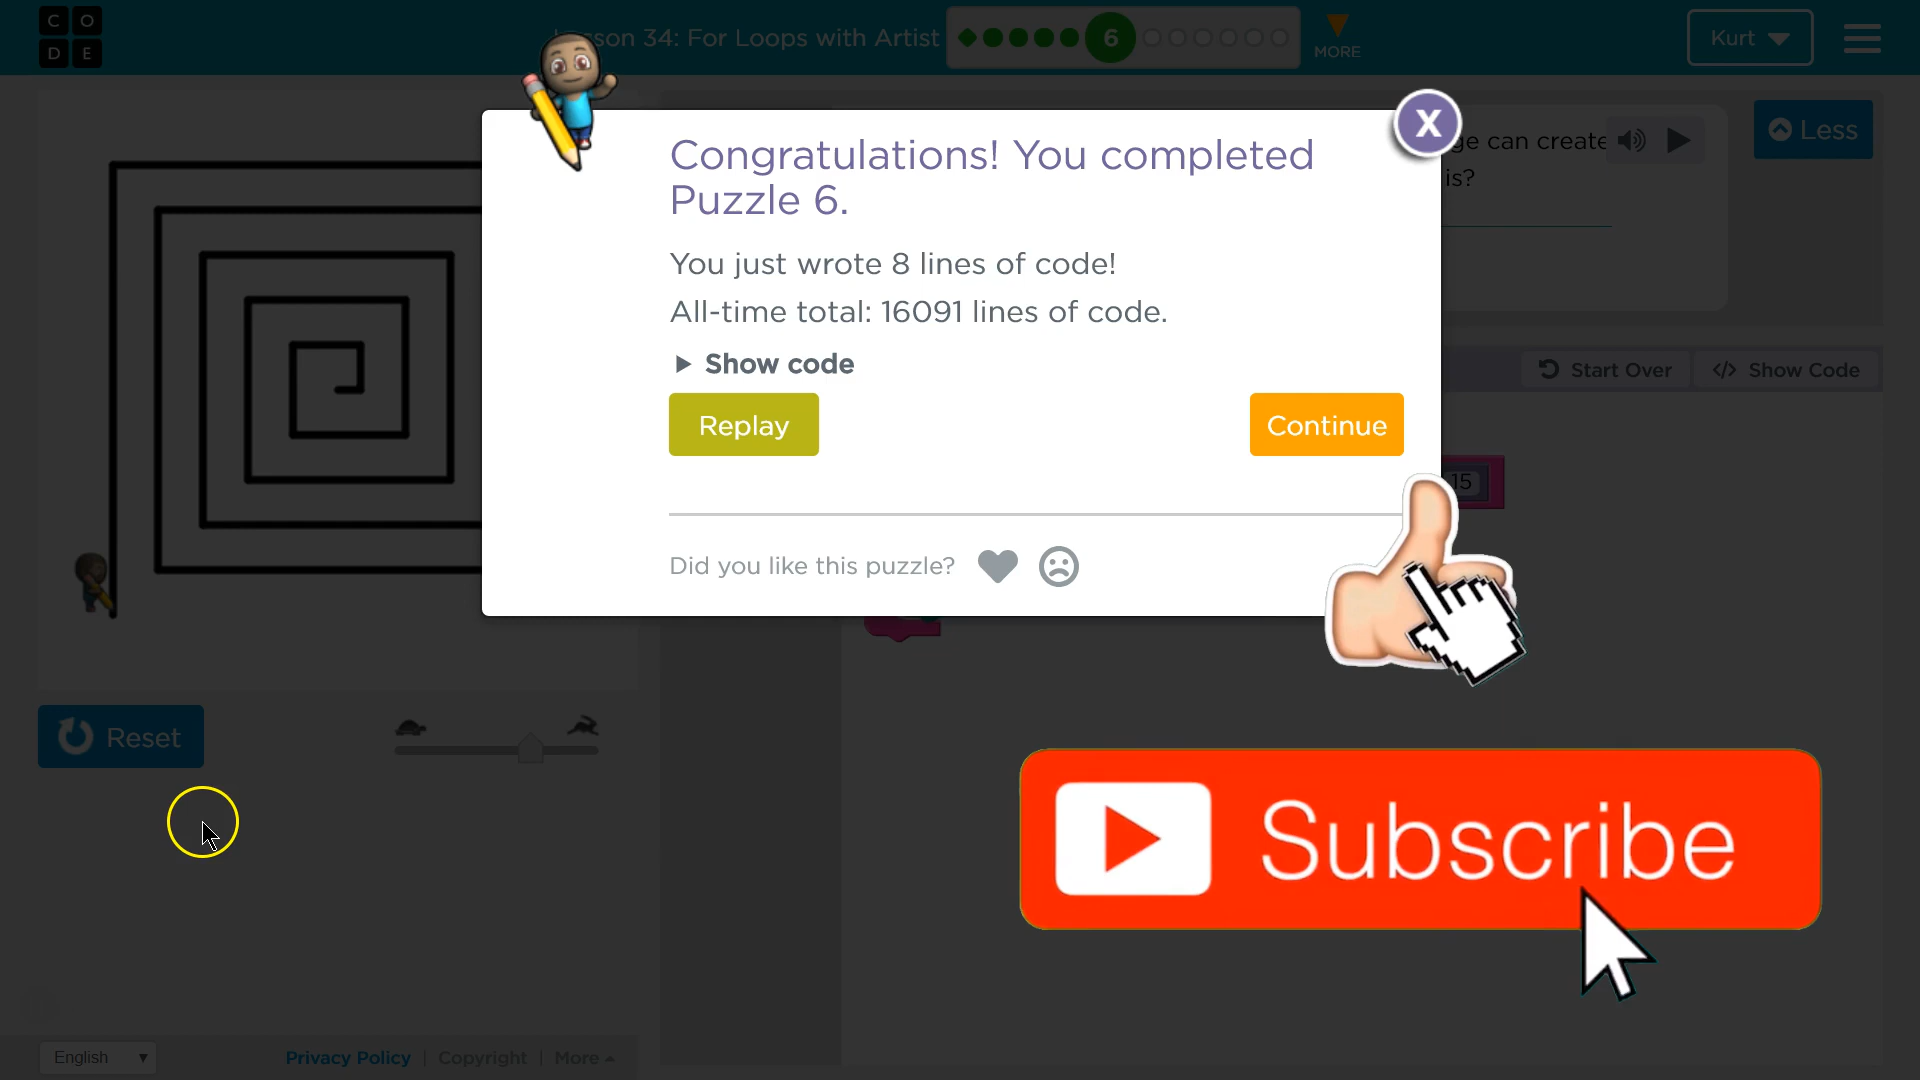 C O
D E
son 34: For Loops with Artist
6
MORE
Kurt
X
Congratulations! You completed
Puzzle 6.
ge can create
is?
Less
You just wrote 8 lines of code!
All-time total: 16091 lines of code.
Show code
Start Over
</> Show Code
Replay
Continue
15
Did you like this puzzle?
Reset
Subscribe
English
Privacy Policy | Copyright | More